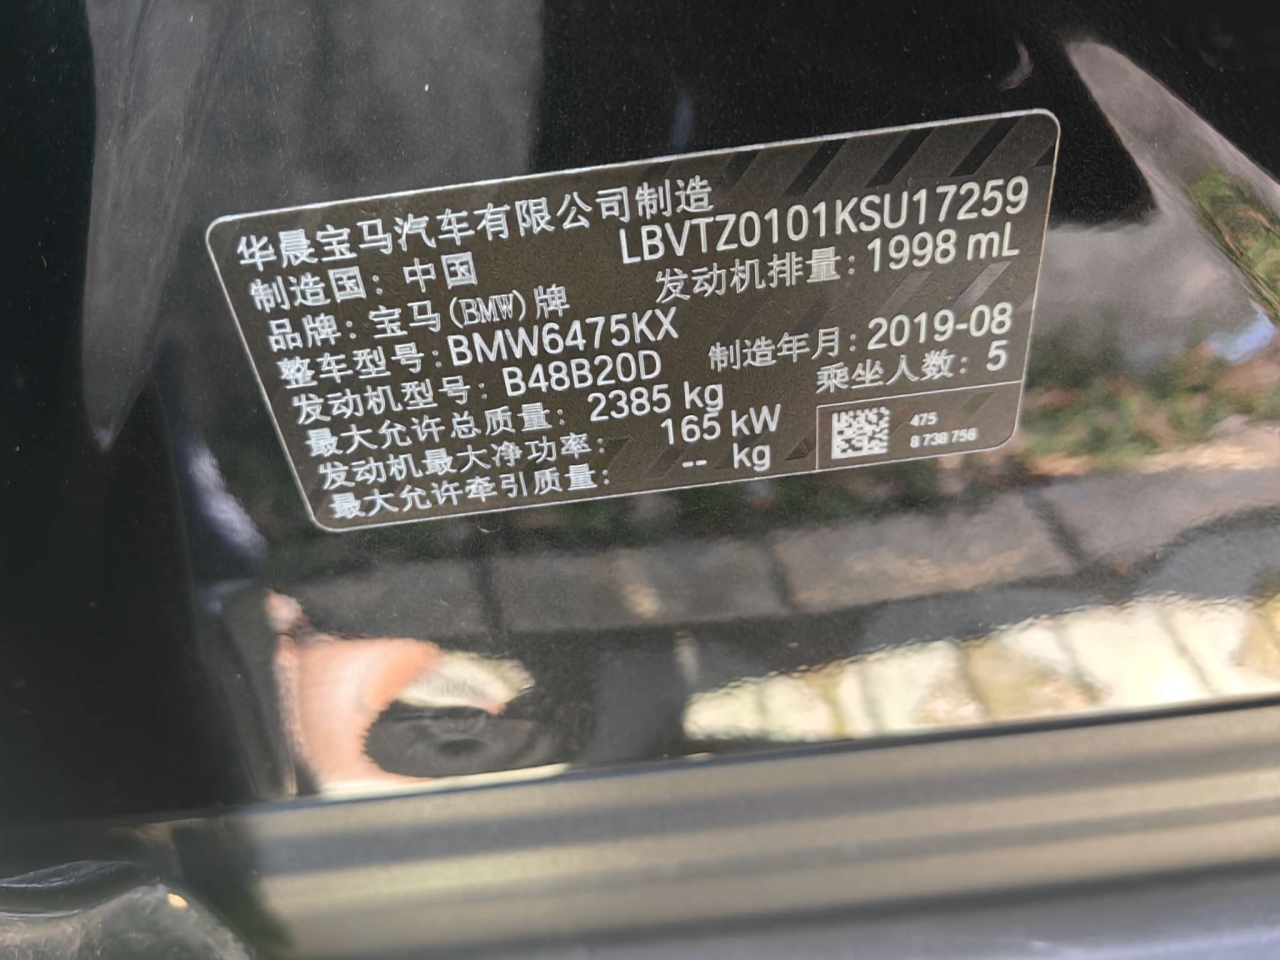 华晨宝马汽车有限公司制造
LBVTZ0101KSU17259
制造国：中国
发动机排量：1998 mL
品牌：宝马(BMW)牌
整车型号：BMW6475KX
制造年月：2019-08
发动机型号：B48B20D
乘坐人数：5
最大允许总质量：2385 kg
发动机最大净功率：165 kW
最大允许牵引质量：-- kg
475
8 738 756